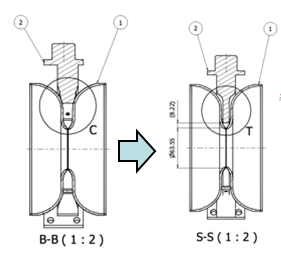 2
1
C
B-B ( 1 : 2 )
2
1
(8.22)
Ø63.55
T
S-S ( 1 : 2 )